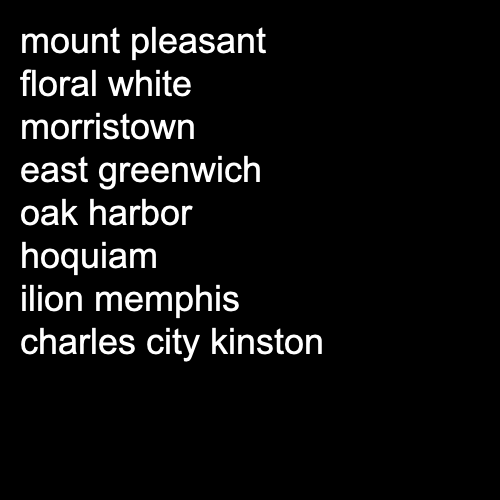 mount pleasant
floral white
morristown
east greenwich
oak harbor
hoquiam
ilion memphis
charles city kinston